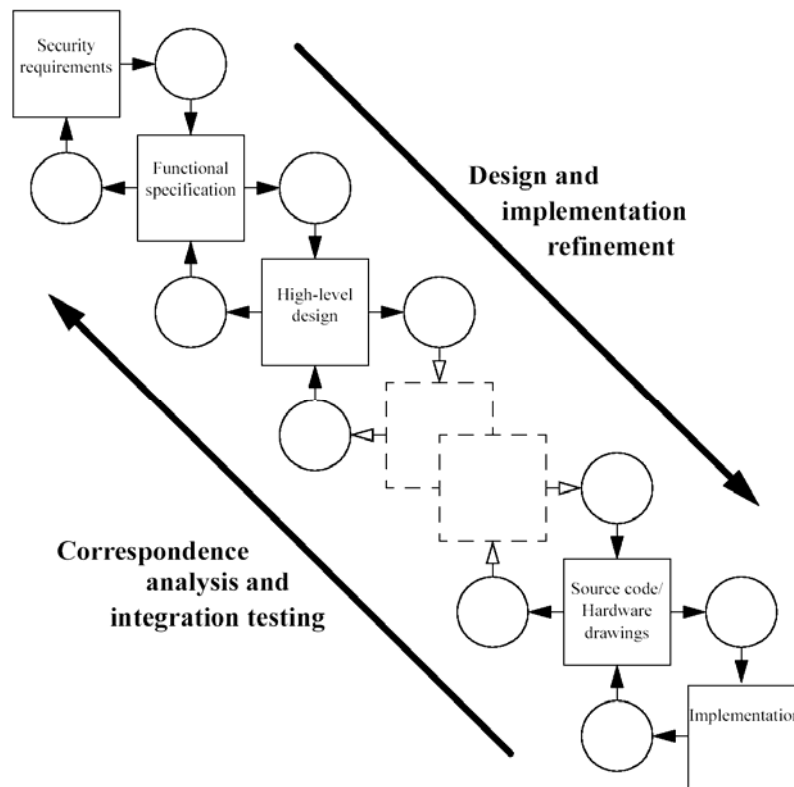 Security
requirements
Functional
specification
Design and
implementation
refinement
High-level
design
Correspondence
analysis and
integration testing
Source code/
Hardware
drawings
Implementation